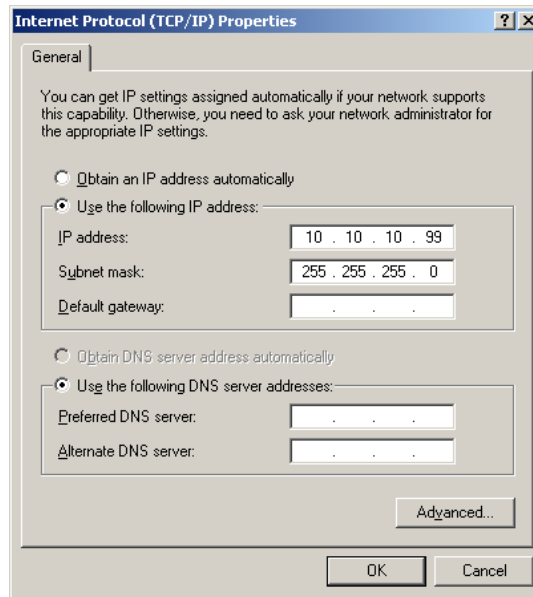 Internet Protocol (TCP/IP) Properties
General
You can get IP settings assigned automatically if your network supports
this capability. Otherwise, you need to ask your network administrator for
the appropriate IP settings.
Obtain an IP address automatically
Use the following IP address:
IP address: 10 . 10 . 10 . 99
Subnet mask: 255 . 255 . 255 . 0
Default gateway: . . .
Obtain DNS server address automatically
Use the following DNS server addresses:
Preferred DNS server: . . .
Alternate DNS server: . . .
Advanced...
OK Cancel